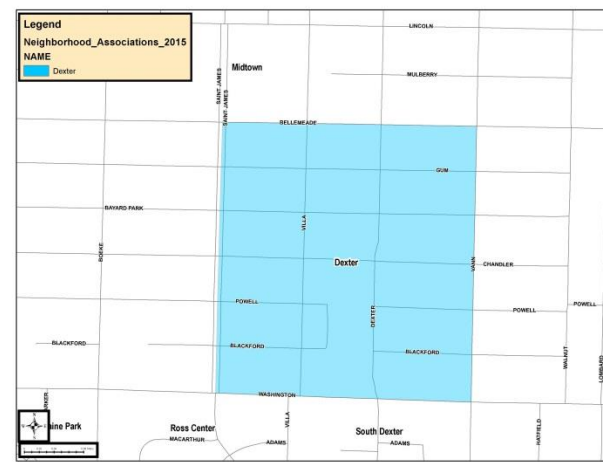 Legend
Neighborhood_Associations_2015
NAME
Dexter
LINCOLN
Midtown
MULBERRY
SAINT JAMES
SAINT JAMES
BELLEMEADE
GUM
BAYARD PARK
VILLA
BOEKE
Dexter
VANN
CHANDLER
POWELL
DEXTER
POWELL
POWELL
BLACKFORD
BLACKFORD
BLACKFORD
WALNUT
LOMBARD
WASHINGTON
RKER
aine Park
Ross Center
VILLA
South Dexter
HATFIELD
MACARTHUR
ADAMS
ADAMS